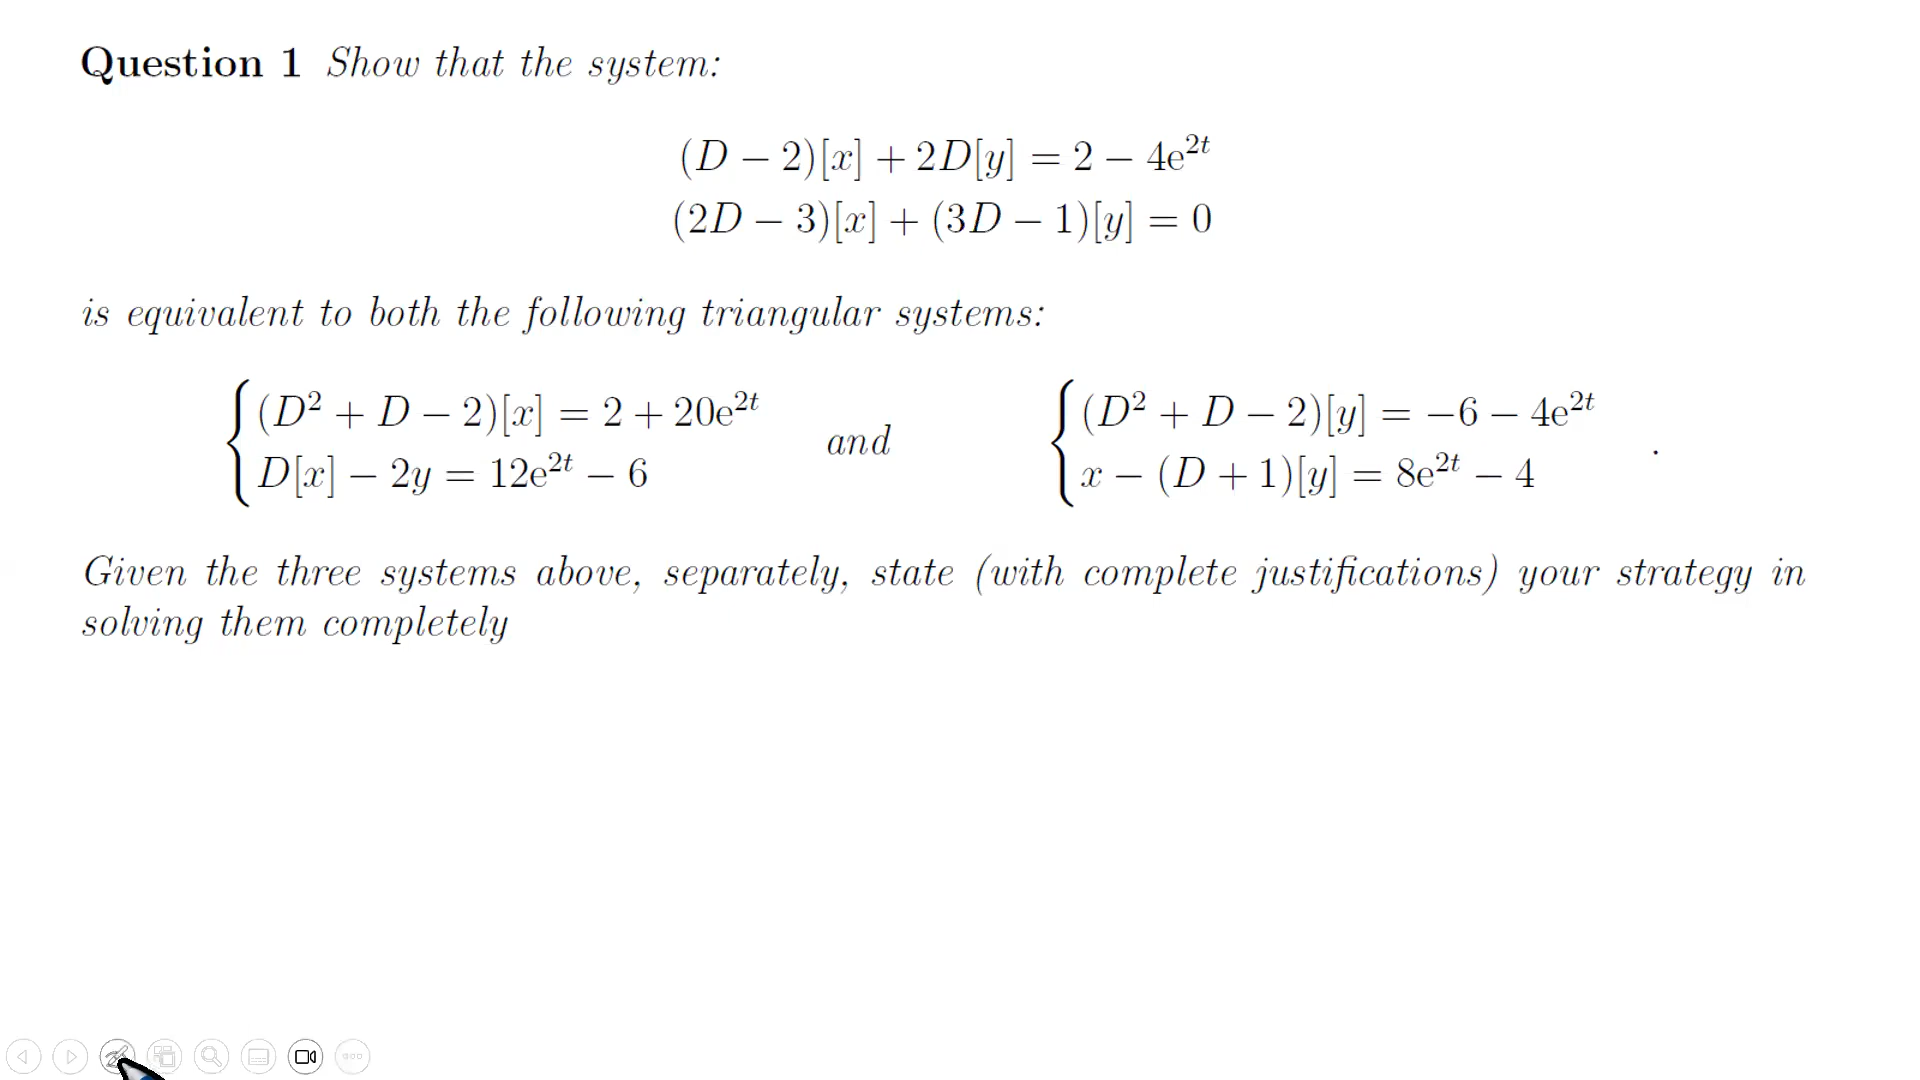 Question 1 Show that the system:
(D − 2)[x] + 2D[y] = 2 − 4e^{2t}
(2D − 3)[x] + (3D − 1)[y] = 0
is equivalent to both the following triangular systems:
{(D² + D − 2)[x] = 2 + 20e^{2t}
D[x] − 2y = 12e^{2t} − 6
and
{(D² + D − 2)[y] = −6 − 4e^{2t}
x − (D + 1)[y] = 8e^{2t} − 4
.
Given the three systems above, separately, state (with complete justifications) your strategy in
solving them completely